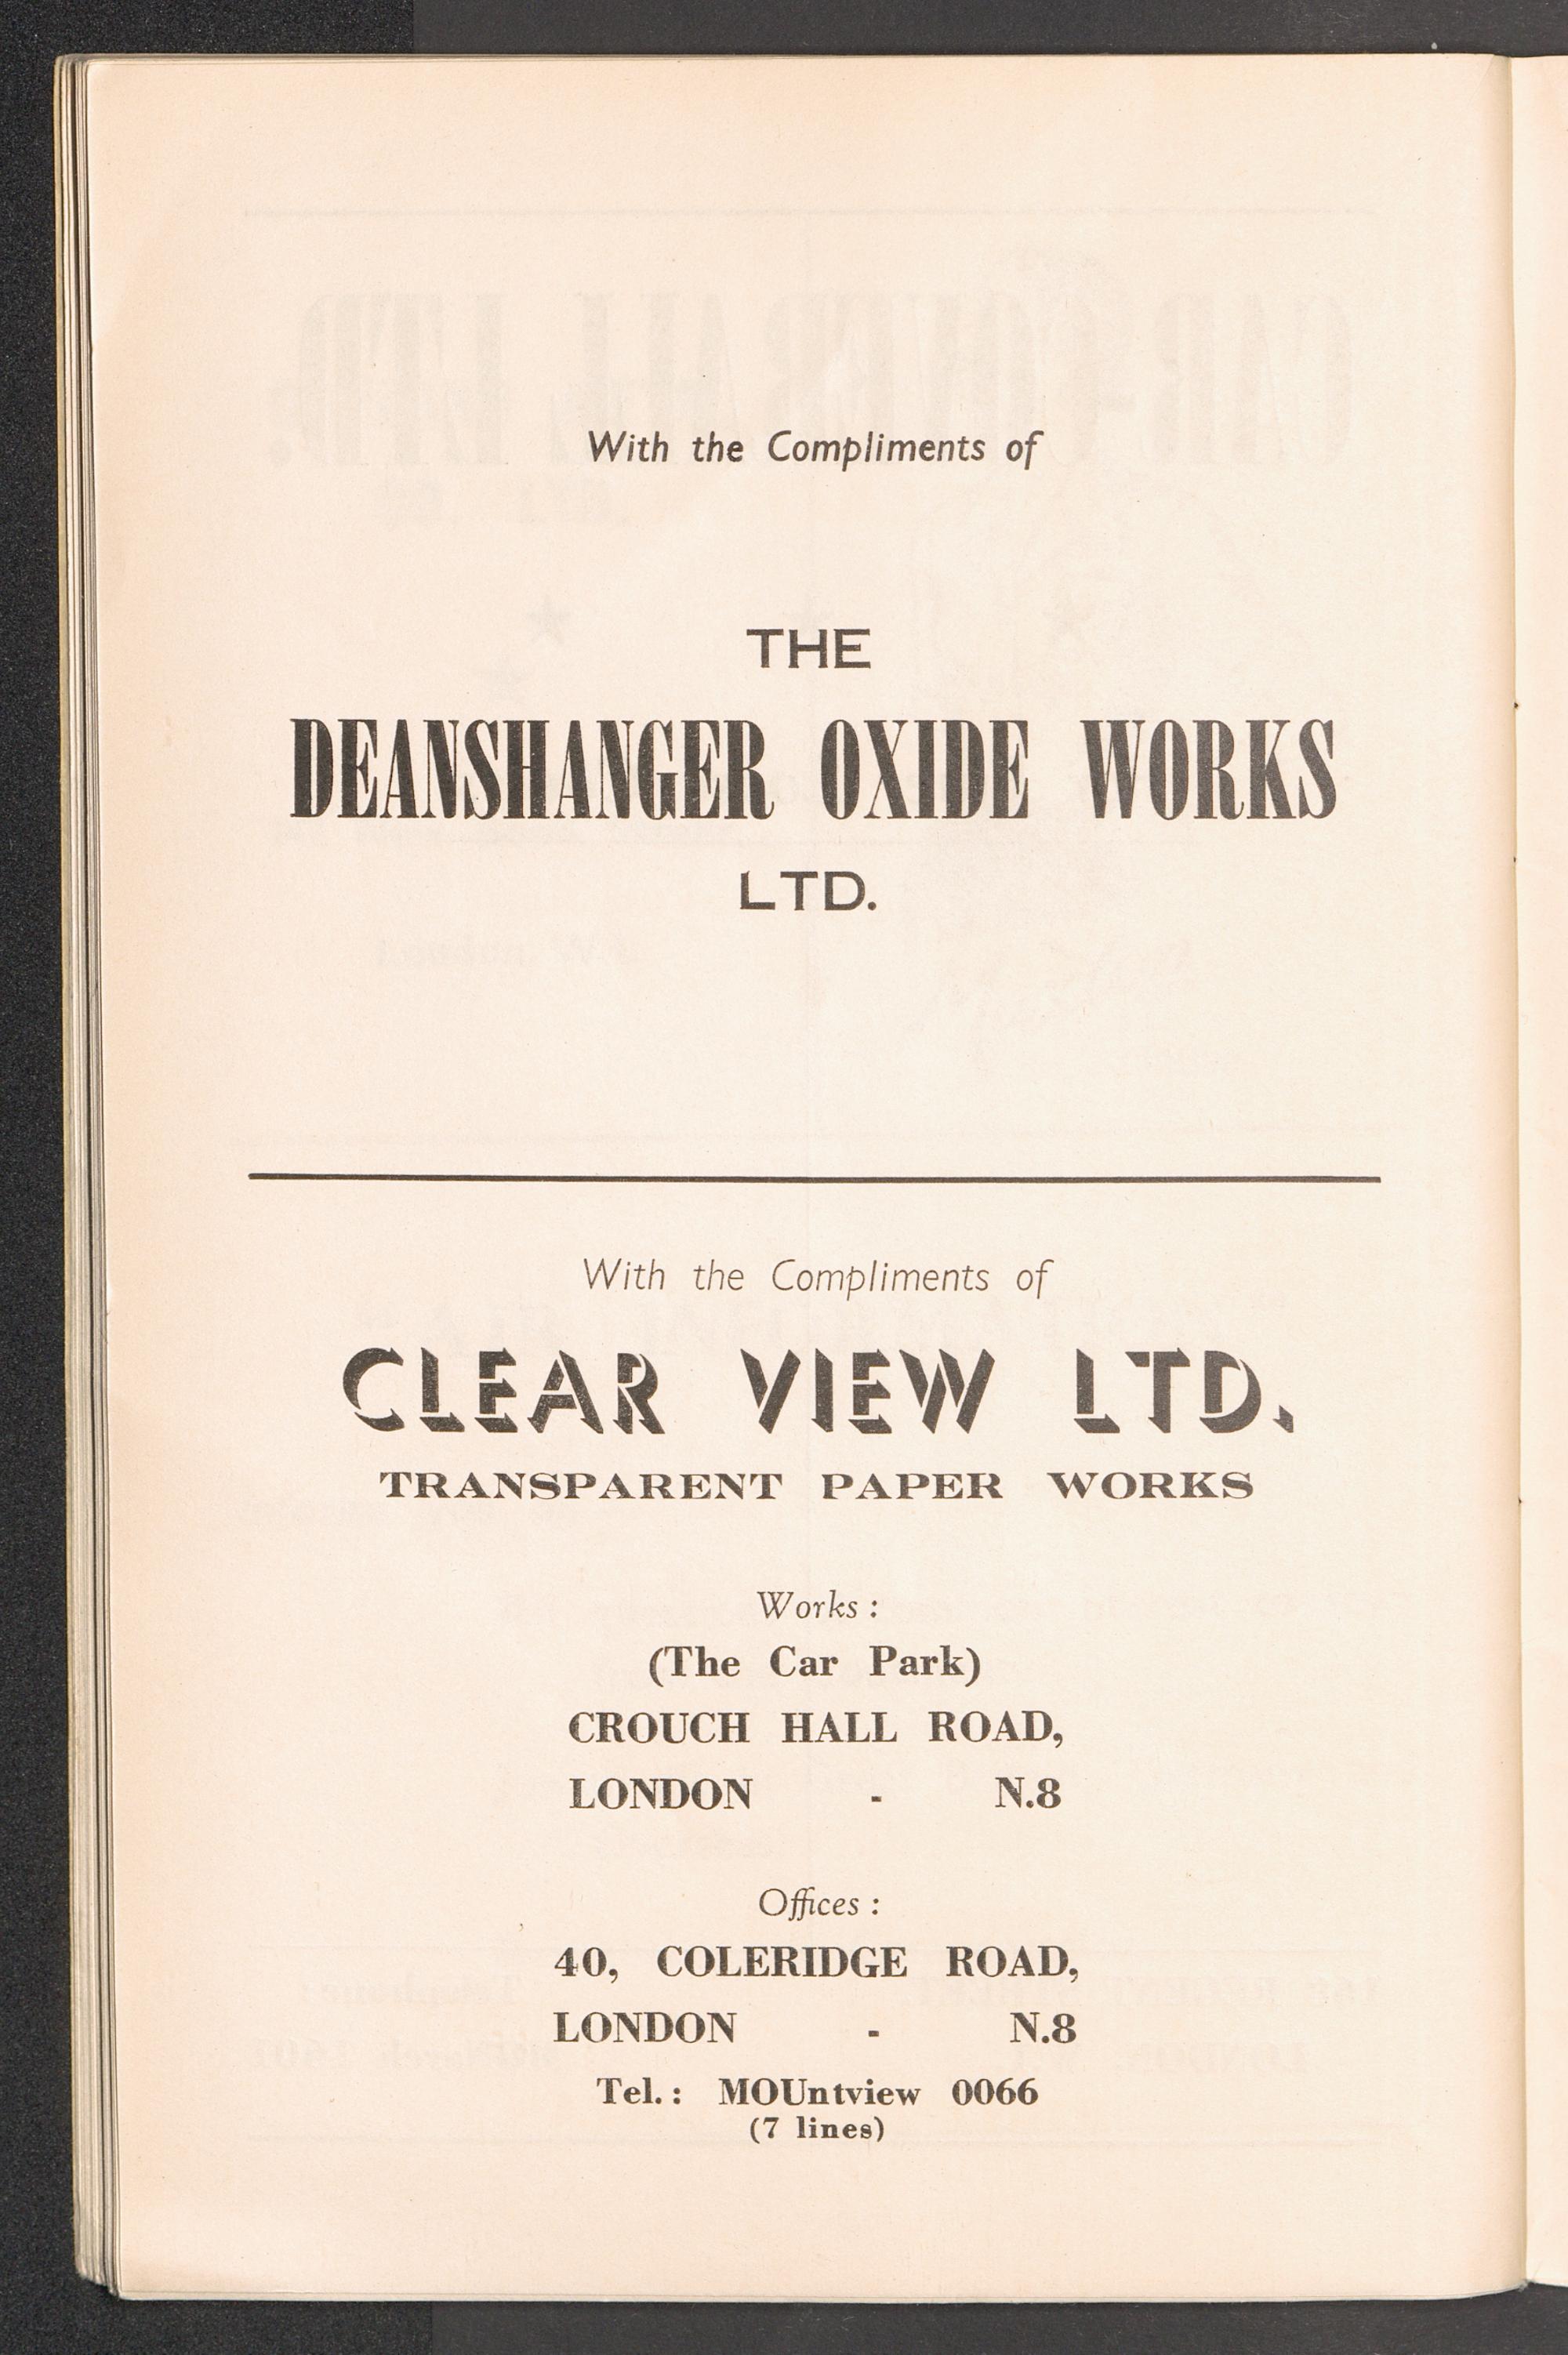 With the Compliments of
THE
DEANSHANGER OXIDE WORKS
LTD.
With the Compliments of
CLEAR VIEW LTD.
TRANSPARENT PAPER WORKS
Works :
(The Car Park)
CROUCH HALL ROAD,
LONDON - N.8
Offices :
40, COLERIDGE ROAD,
LONDON - N.8
Tel. : MOUntview 0066
(7 lines)